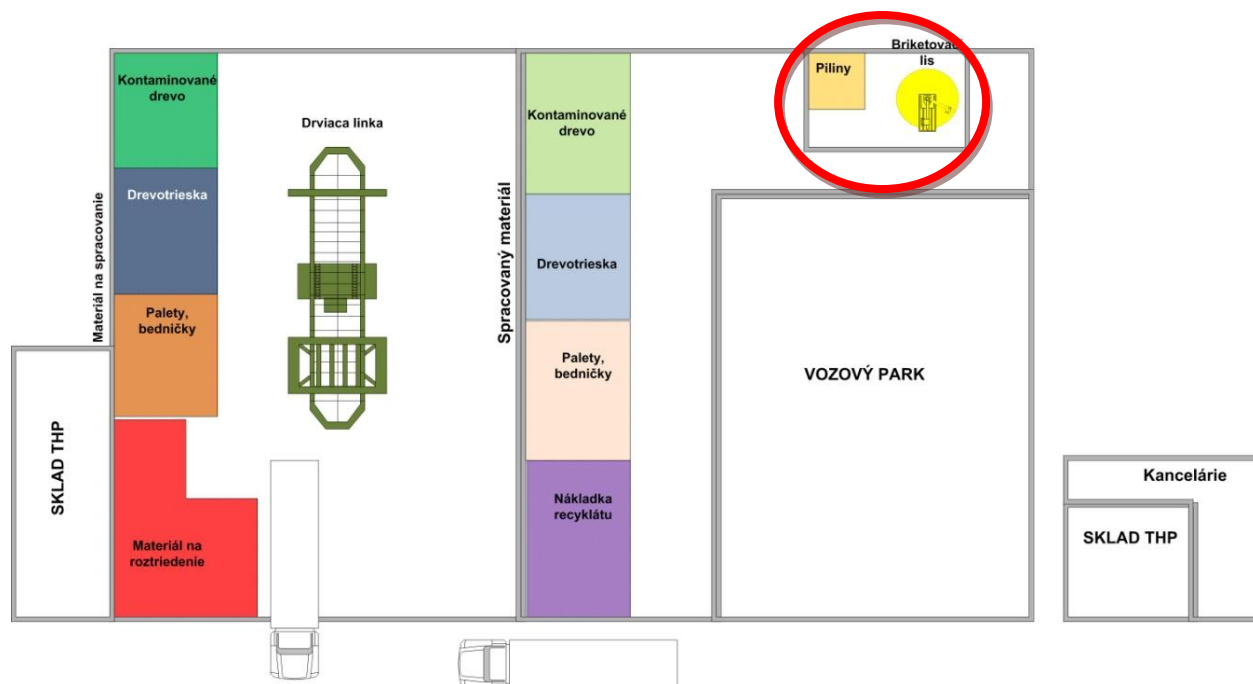 Kontaminované
drevo
Drevotrieska
Palety,
bedničky
Materiál na
roztriedenie
Materiál na spracovanie
SKLAD THP
Drviaca linka
Spracovaný materiál
Kontaminované
drevo
Drevotrieska
Palety,
bedničky
Nákladka
recyklátu
Piliny
Briketovací
lis
VOZOVÝ PARK
Kancelárie
SKLAD THP